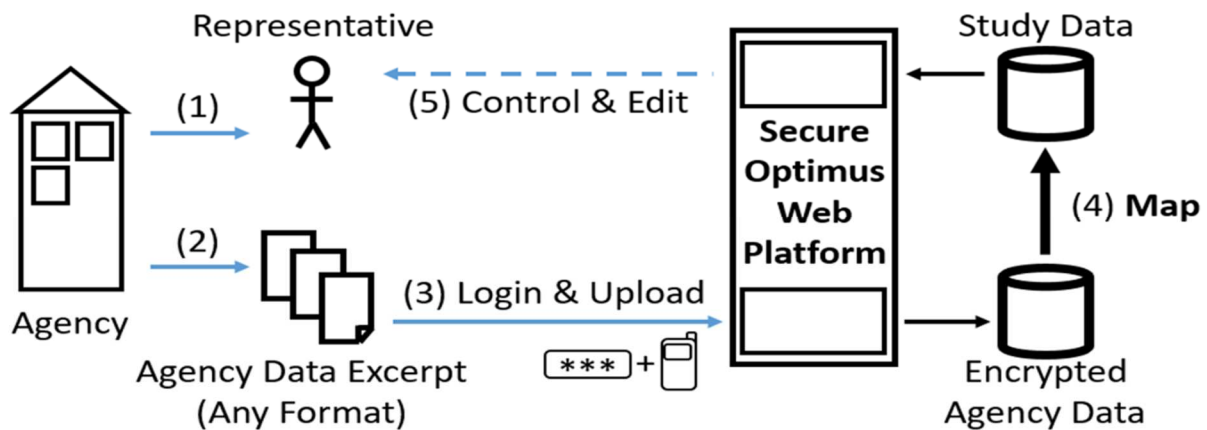 Representative
Study Data
(1)
(5) Control & Edit
Secure
Optimus
Web
Platform
(4) Map
(2)
(3) Login & Upload
Agency
*** +
Agency Data Excerpt
(Any Format)
Encrypted
Agency Data